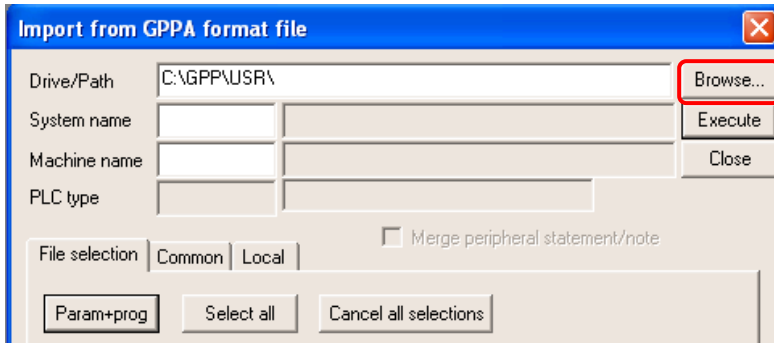 Import from GPPA format file
Drive/Path C:\GPP\USR\ Browse...
System name Execute
Machine name Close
PLC type
Merge peripheral statement/note
File selection Common Local
Param+prog Select all Cancel all selections